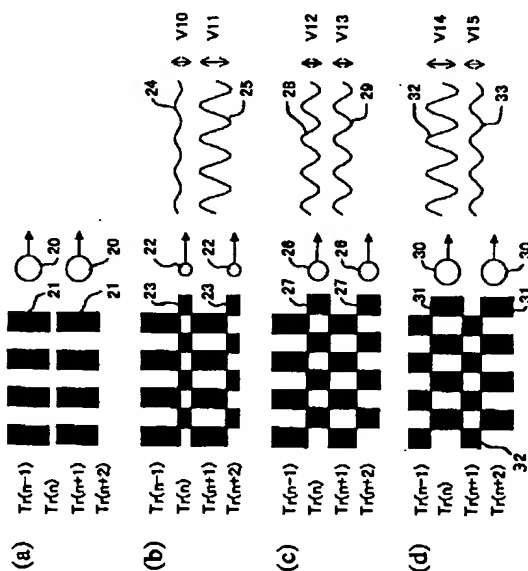 (a)
Tr(n-1)
Tr(n)
Tr(n+1)
Tr(n+2)
21
21
20
20
(b)
Tr(n-1)
Tr(n)
Tr(n+1)
Tr(n+2)
23
23
22
22
24
25
V10
V11
(c)
Tr(n-1)
Tr(n)
Tr(n+1)
Tr(n+2)
27
27
26
26
28
29
V12
V13
(d)
Tr(n-1)
Tr(n)
Tr(n+1)
Tr(n+2)
31
31
32
30
30
32
33
V14
V15